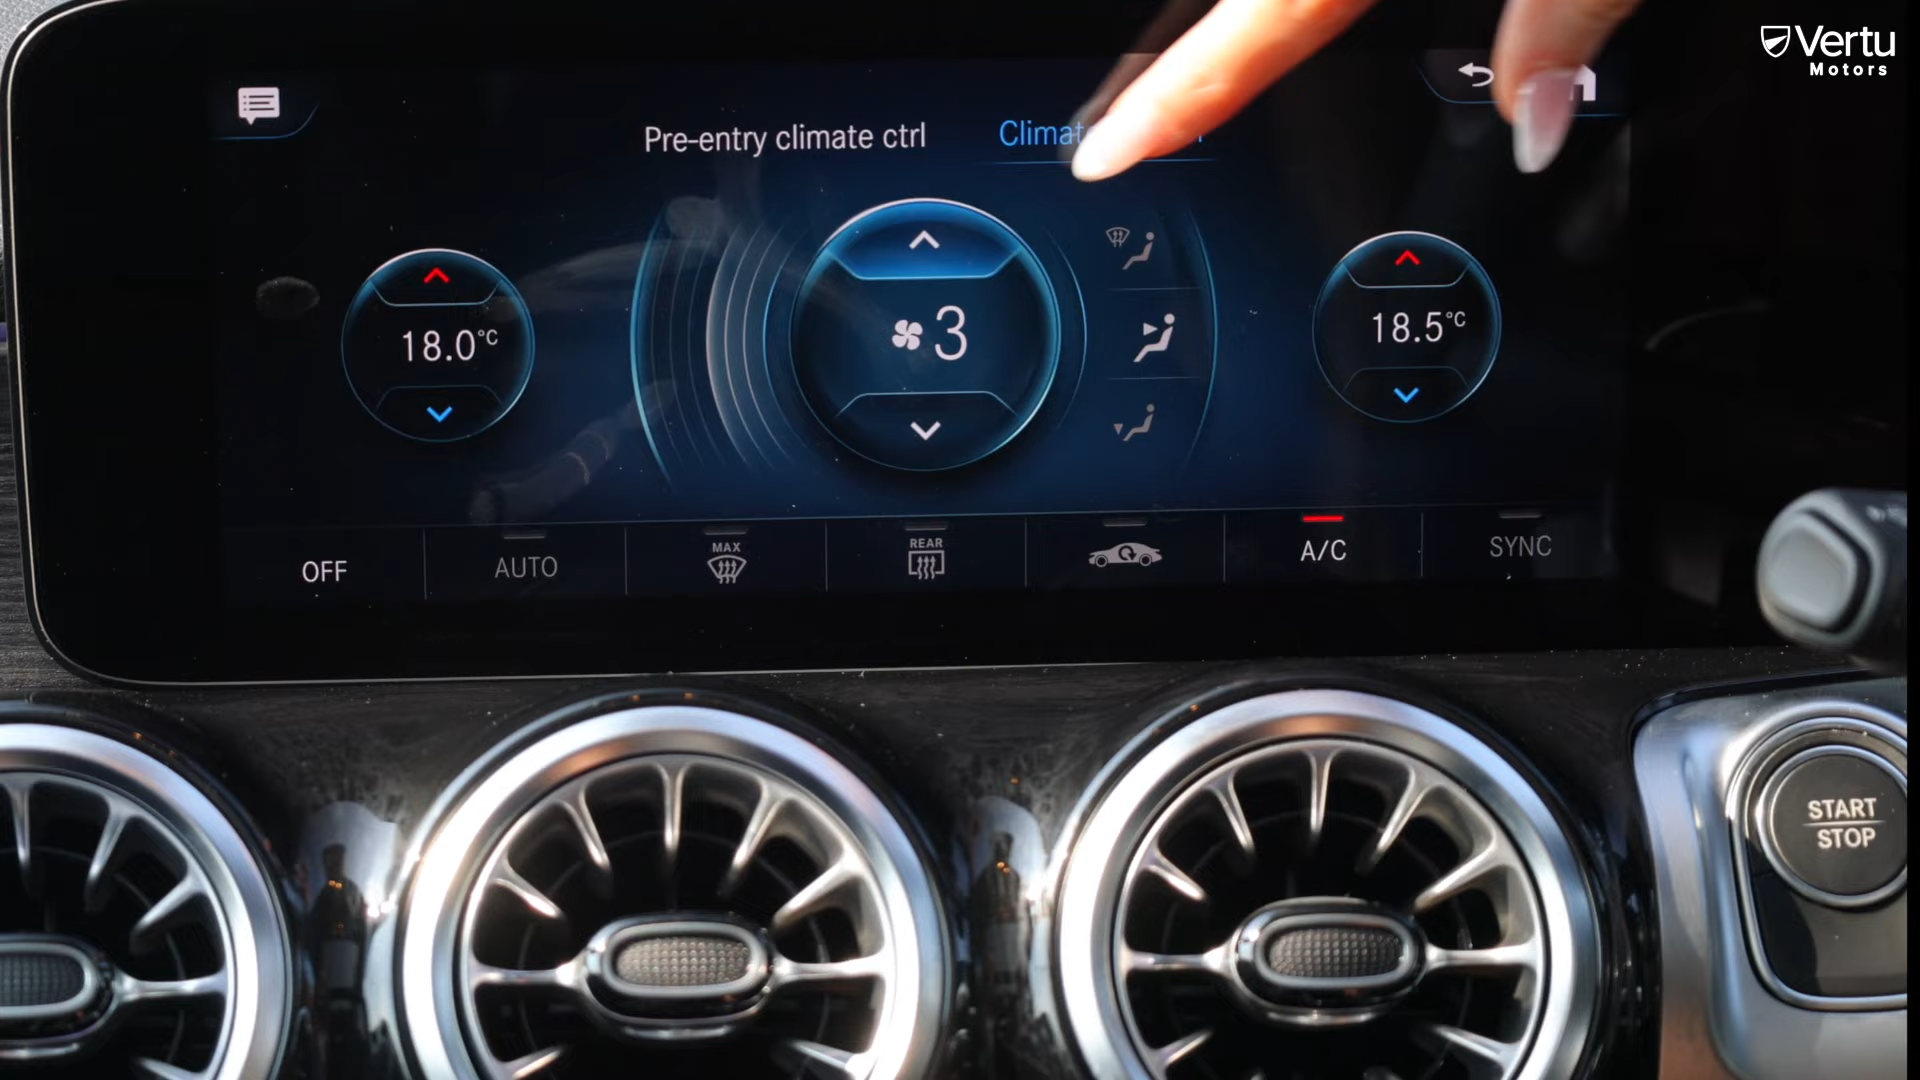 Vertu
Motors
Pre-entry climate ctrl
18.0°C
3
18.5°C
OFF
AUTO
MAX
REAR
A/C
SYNC
START
STOP